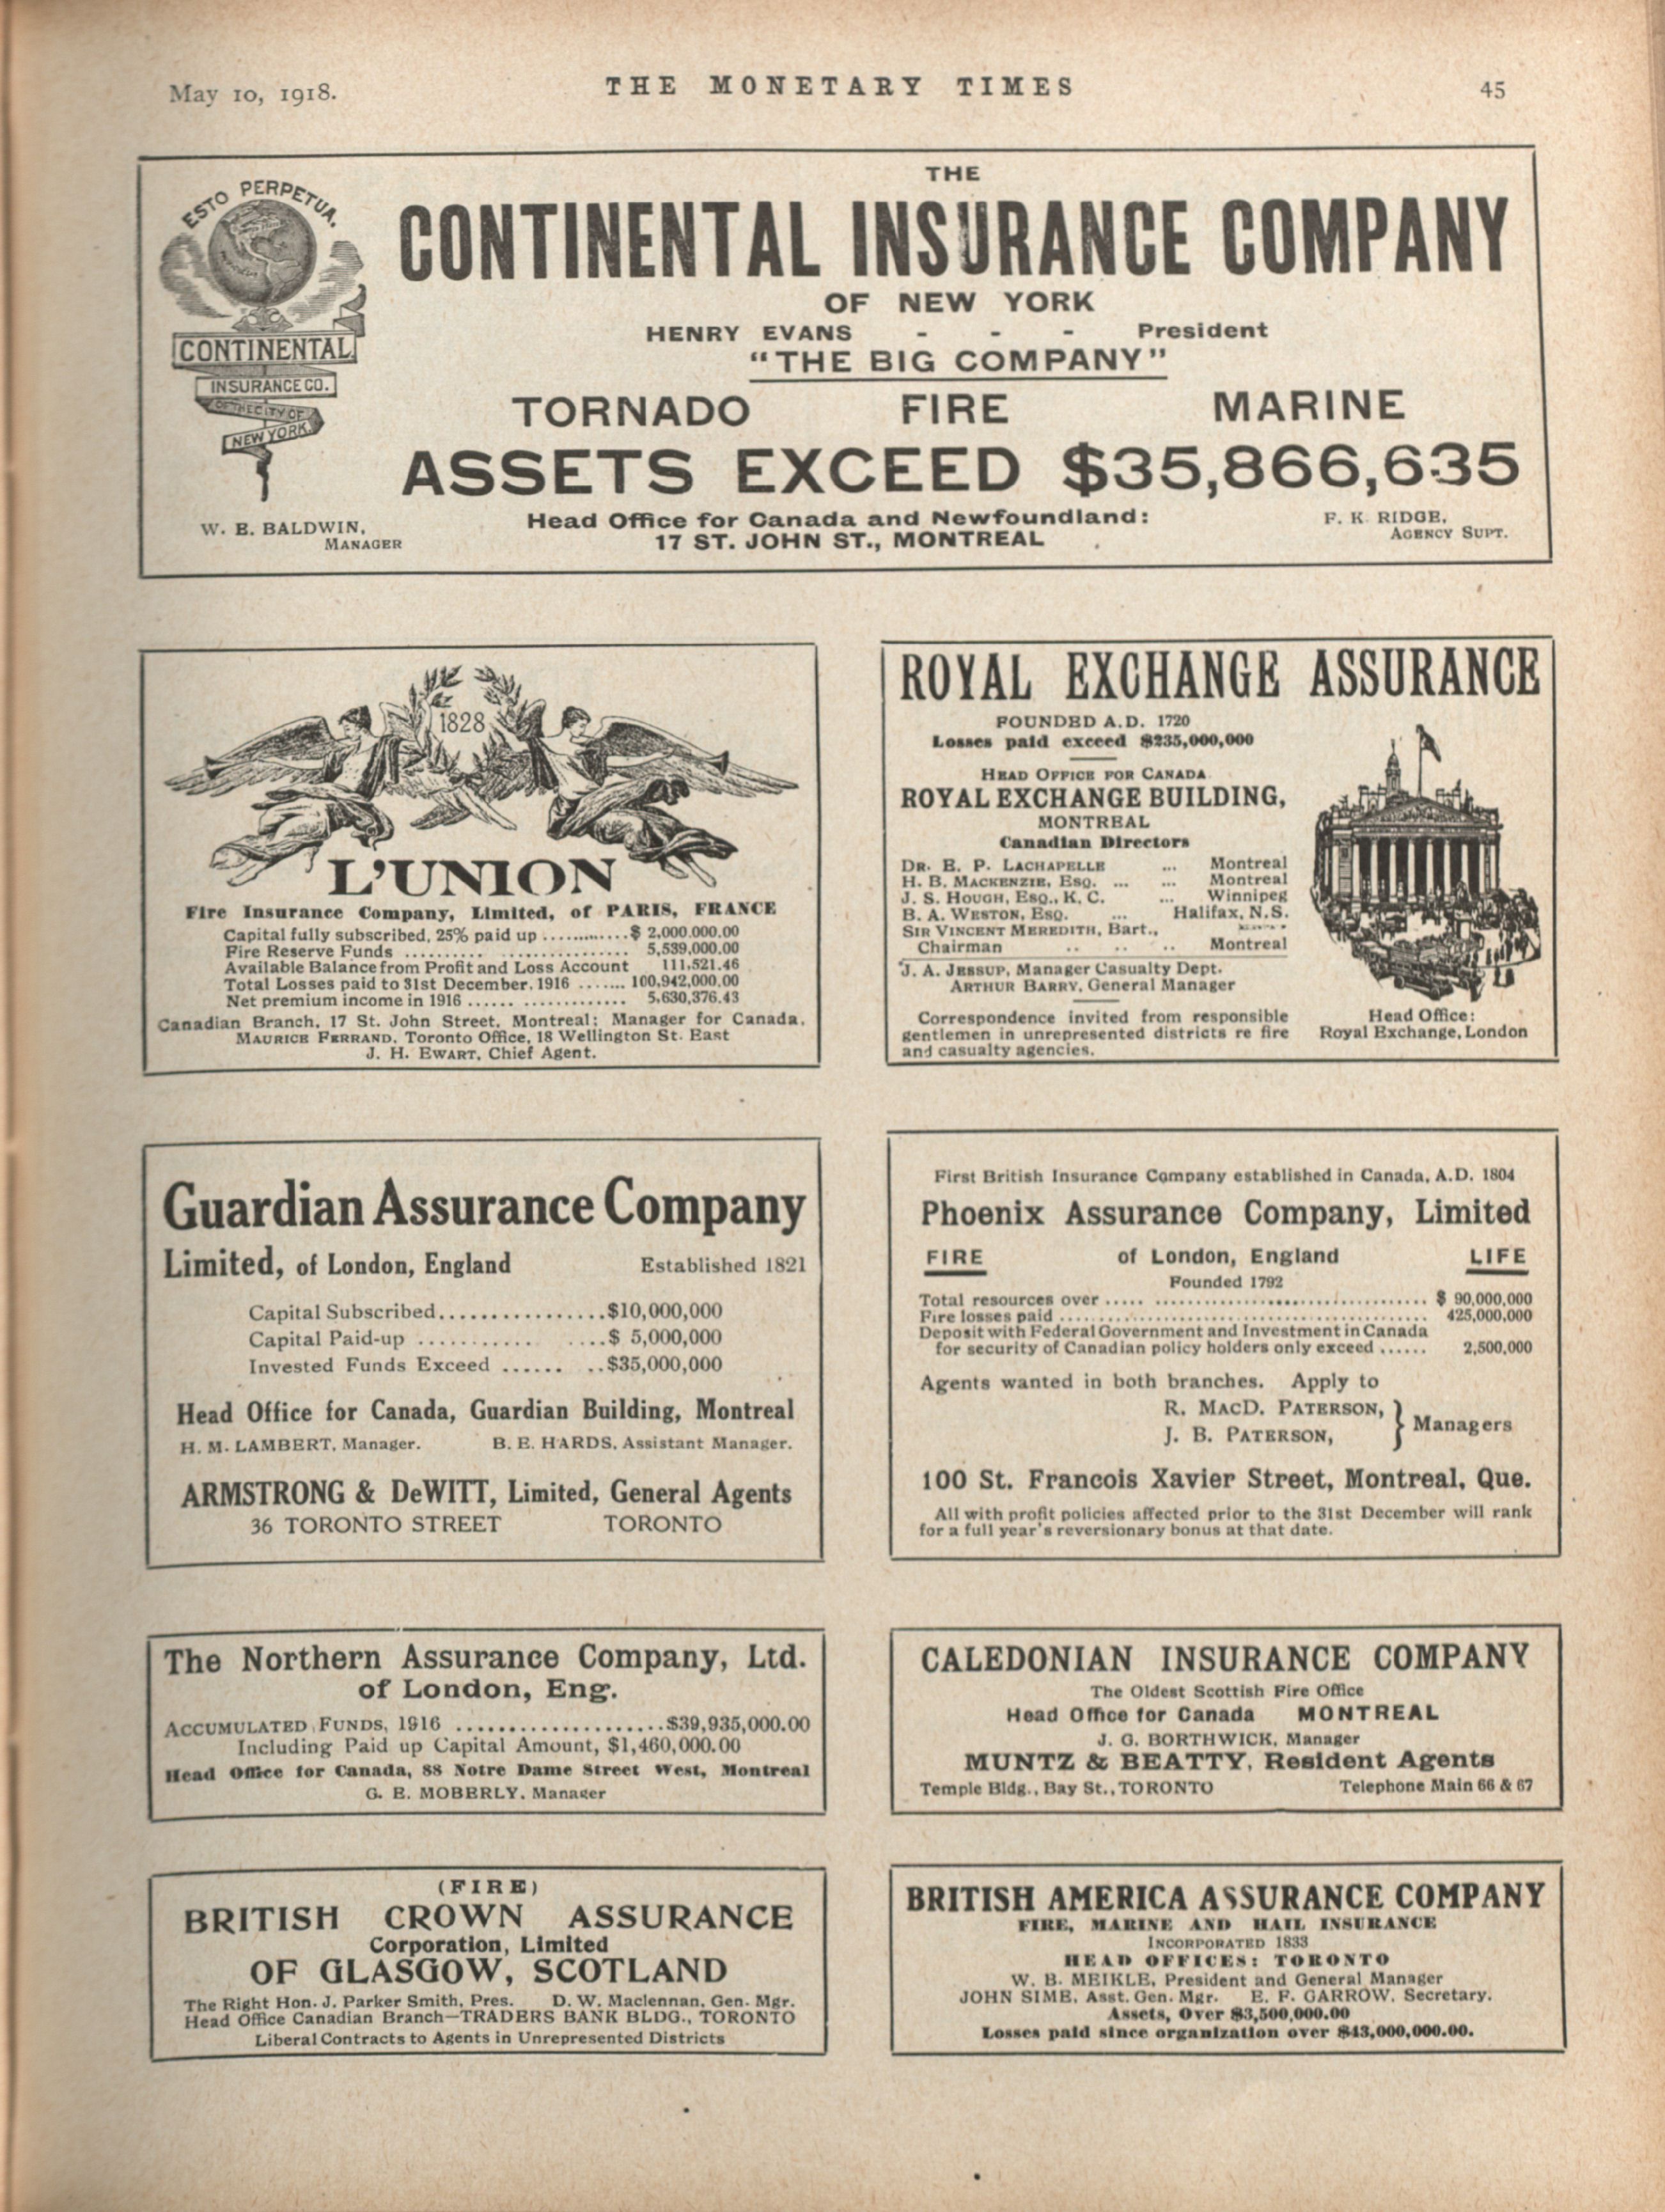 May 10, 1918.
THE MONETARY TIMES
45
ESTO PERPETUA.
CONTINENTAL
INSURANCE CO.
OF THE CITY OF
NEW YORK
THE
CONTINENTAL INSURANCE COMPANY
OF NEW YORK
HENRY EVANS - - - President
"THE BIG COMPANY"
TORNADO FIRE MARINE
ASSETS EXCEED $35,866,635
W. E. BALDWIN,
MANAGER
Head Office for Canada and Newfoundland:
17 ST. JOHN ST., MONTREAL
F. K. RIDGE,
AGENCY SUPT.
1828
L'UNION
Fire Insurance Company, Limited, of PARIS, FRANCE
Capital fully subscribed, 25% paid up ............. $ 2,000.000.00
Fire Reserve Funds .......... ................ 5,539,000.00
Available Balance from Profit and Loss Account 111,521.46
Total Losses paid to 31st December, 1916 ....... 100,942,000.00
Net premium income in 1916 ...... ............. 5,630,376.43
Canadian Branch, 17 St. John Street, Montreal; Manager for Canada,
MAURICE FERRAND. Toronto Office, 18 Wellington St. East
J. H. EWART, Chief Agent.
ROYAL EXCHANGE ASSURANCE
FOUNDED A.D. 1720
Losses paid exceed $235,000,000
HEAD OFFICE FOR CANADA
ROYAL EXCHANGE BUILDING,
MONTREAL
Canadian Directors
DR. E. P. LACHAPELLE ... Montreal
H. B. MACKENZIE, ESQ. ... ... Montreal
J. S. HOUGH, ESQ., K. C. ... Winnipeg
B. A. WESTON, ESQ. ... Halifax, N.S.
SIR VINCENT MEREDITH, Bart.,
Chairman .. .. .. Montreal
J. A. JESSUP, Manager Casualty Dept.
ARTHUR BARRY, General Manager
Correspondence invited from responsible
gentlemen in unrepresented districts re fire
and casualty agencies.
Head Office:
Royal Exchange, London
Guardian Assurance Company
Limited, of London, England Established 1821
Capital Subscribed................$10,000,000
Capital Paid-up ............ ....$ 5,000,000
Invested Funds Exceed ...... ..$35,000,000
Head Office for Canada, Guardian Building, Montreal
H. M. LAMBERT, Manager. B. E. HARDS, Assistant Manager.
ARMSTRONG & DeWITT, Limited, General Agents
36 TORONTO STREET TORONTO
First British Insurance Company established in Canada, A.D. 1804
Phoenix Assurance Company, Limited
FIRE of London, England LIFE
Founded 1792
Total resources over ..... ................................. $ 90,000,000
Fire losses paid ............................................. 425,000,000
Deposit with Federal Government and Investment in Canada
for security of Canadian policy holders only exceed ...... 2,500,000
Agents wanted in both branches. Apply to
R. MACD. PATERSON,
J. B. PATERSON, } Managers
100 St. Francois Xavier Street, Montreal, Que.
All with profit policies affected prior to the 31st December will rank
for a full year's reversionary bonus at that date.
The Northern Assurance Company, Ltd.
of London, Eng.
ACCUMULATED FUNDS, 1916 ....................$39,935,000.00
Including Paid up Capital Amount, $1,460,000.00
Head Office for Canada, 88 Notre Dame Street West, Montreal
G. E. MOBERLY, Manager
CALEDONIAN INSURANCE COMPANY
The Oldest Scottish Fire Office
Head Office for Canada MONTREAL
J. G. BORTHWICK, Manager
MUNTZ & BEATTY, Resident Agents
Temple Bldg., Bay St., TORONTO Telephone Main 66 & 67
(FIRE)
BRITISH CROWN ASSURANCE
Corporation, Limited
OF GLASGOW, SCOTLAND
The Right Hon. J. Parker Smith, Pres. D. W. Maclennan, Gen. Mgr.
Head Office Canadian Branch—TRADERS BANK BLDG., TORONTO
Liberal Contracts to Agents in Unrepresented Districts
BRITISH AMERICA ASSURANCE COMPANY
FIRE, MARINE AND HAIL INSURANCE
INCORPORATED 1833
HEAD OFFICES: TORONTO
W. B. MEIKLE, President and General Manager
JOHN SIME, Asst. Gen. Mgr. E. F. GARROW, Secretary.
Assets, Over $3,500,000.00
Losses paid since organization over $43,000,000.00.